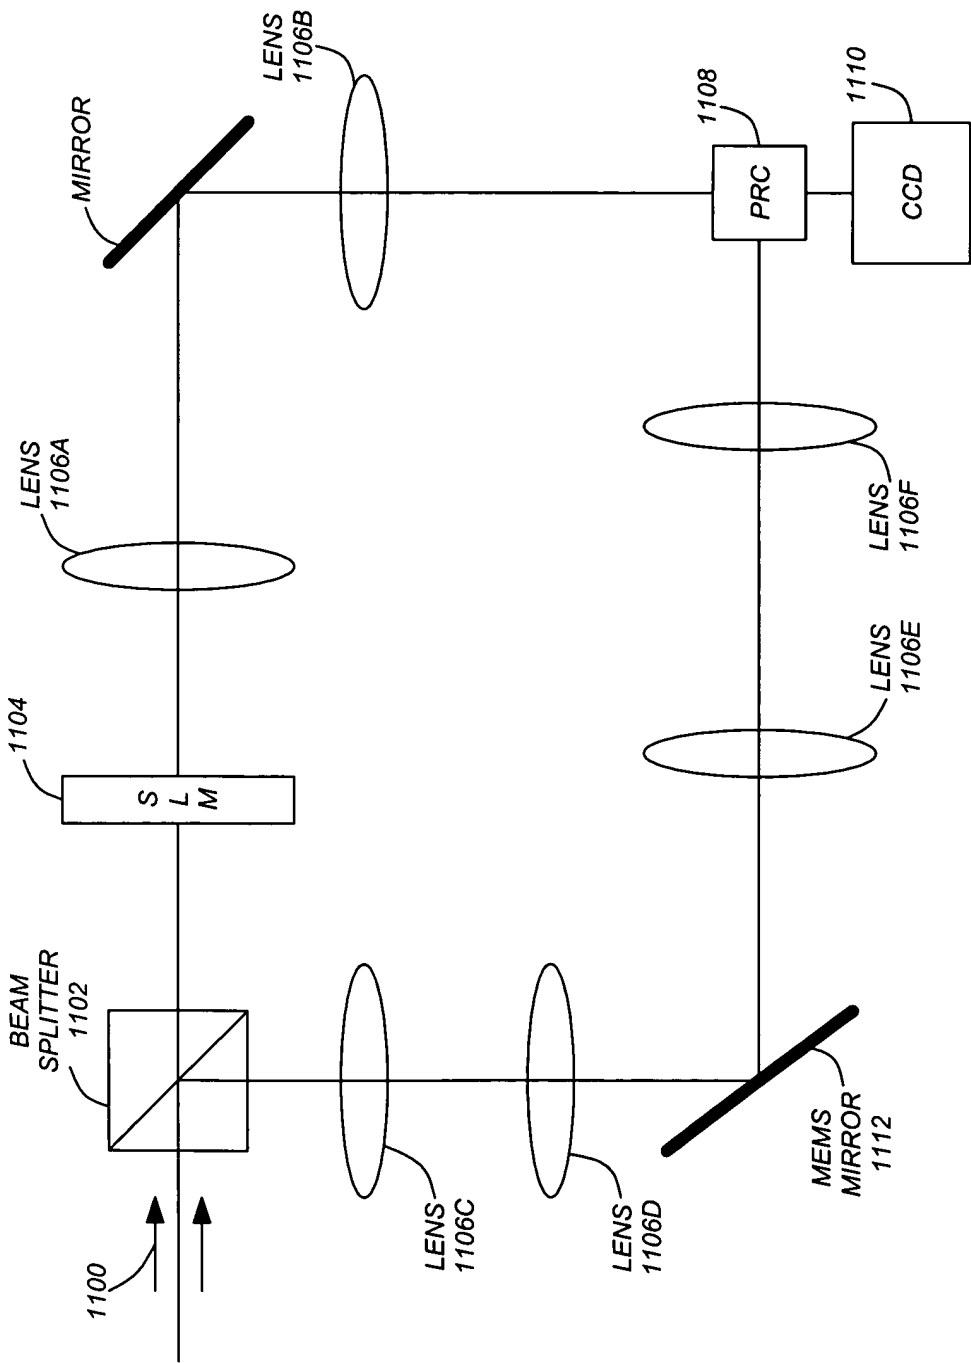 1100
BEAM
SPLITTER
1102
1104
S
L
M
LENS
1106A
MIRROR
LENS
1106B
LENS
1106C
LENS
1106D
MEMS
MIRROR
1112
LENS
1106E
LENS
1106F
1108
PRC
1110
CCD